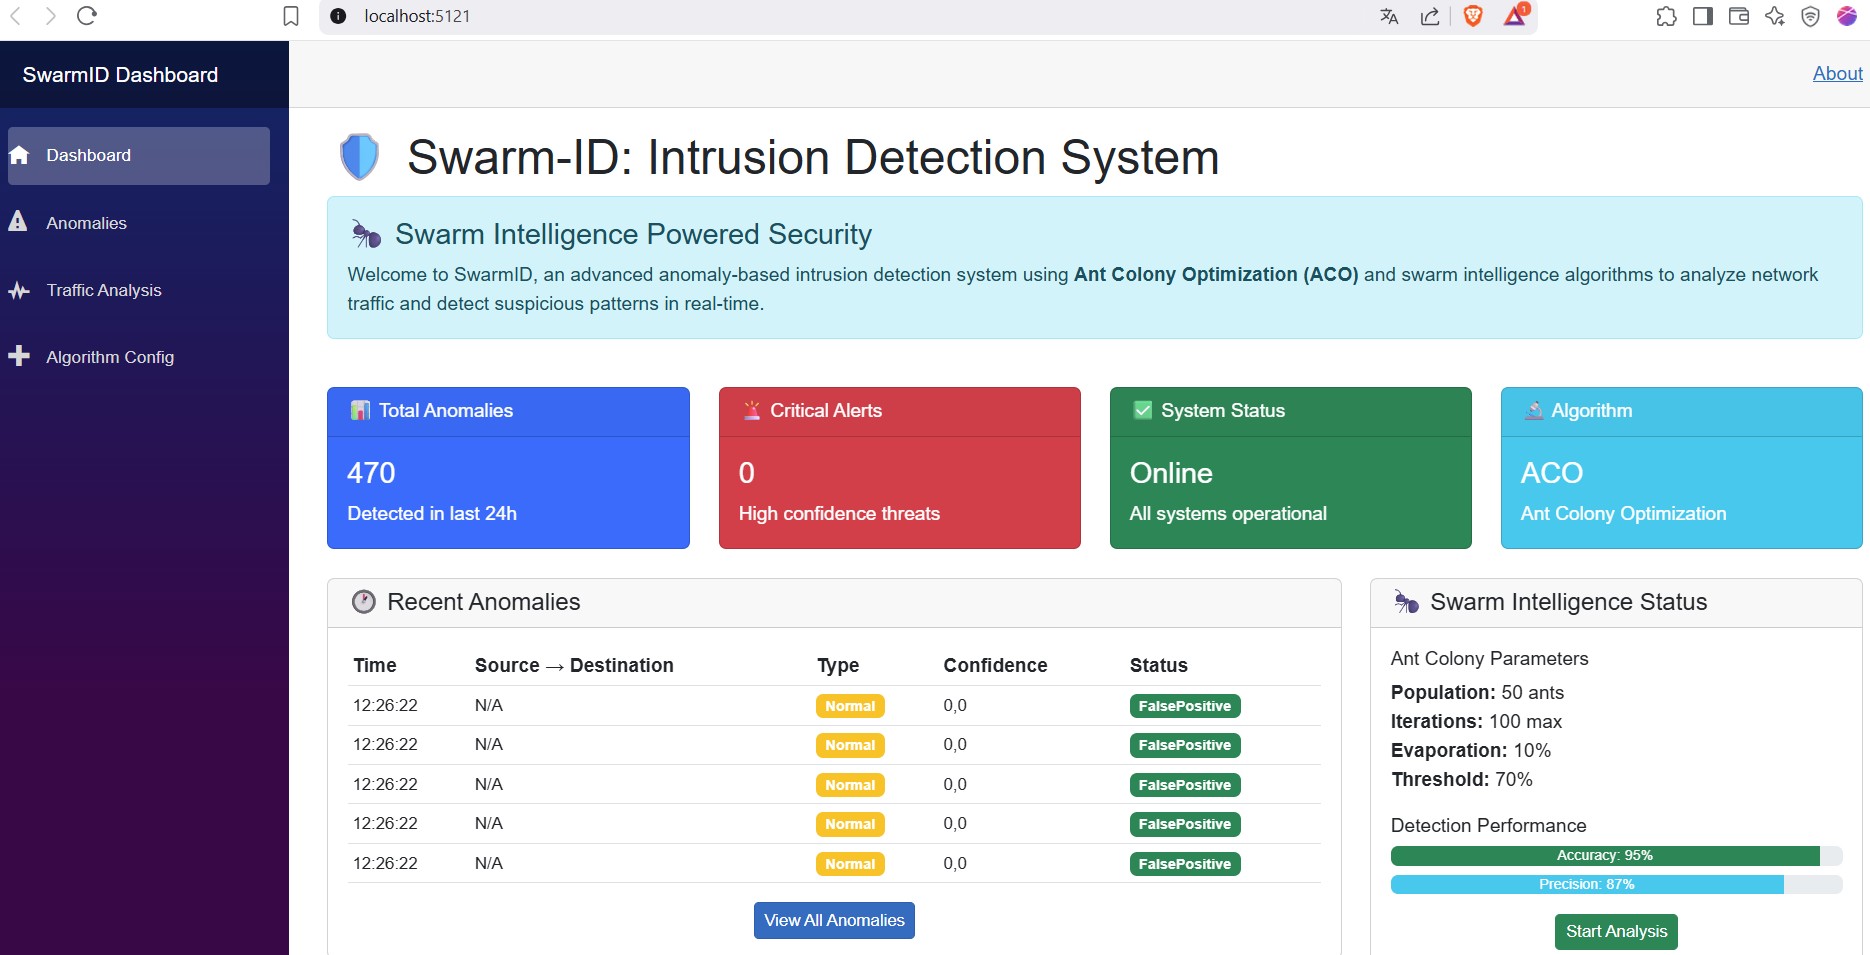 localhost:5121
1
SwarmID Dashboard
About
Dashboard
Anomalies
Traffic Analysis
Algorithm Config
Swarm-ID: Intrusion Detection System
Swarm Intelligence Powered Security
Welcome to SwarmID, an advanced anomaly-based intrusion detection system using Ant Colony Optimization (ACO) and swarm intelligence algorithms to analyze network
traffic and detect suspicious patterns in real-time.
Total Anomalies
470
Detected in last 24h
Critical Alerts
0
High confidence threats
System Status
Online
All systems operational
Algorithm
ACO
Ant Colony Optimization
Recent Anomalies
Time Source → Destination Type Confidence Status
12:26:22 N/A Normal 0,0 FalsePositive
12:26:22 N/A Normal 0,0 FalsePositive
12:26:22 N/A Normal 0,0 FalsePositive
12:26:22 N/A Normal 0,0 FalsePositive
12:26:22 N/A Normal 0,0 FalsePositive
View All Anomalies
Swarm Intelligence Status
Ant Colony Parameters
Population: 50 ants
Iterations: 100 max
Evaporation: 10%
Threshold: 70%
Detection Performance
Accuracy: 95%
Precision: 87%
Start Analysis